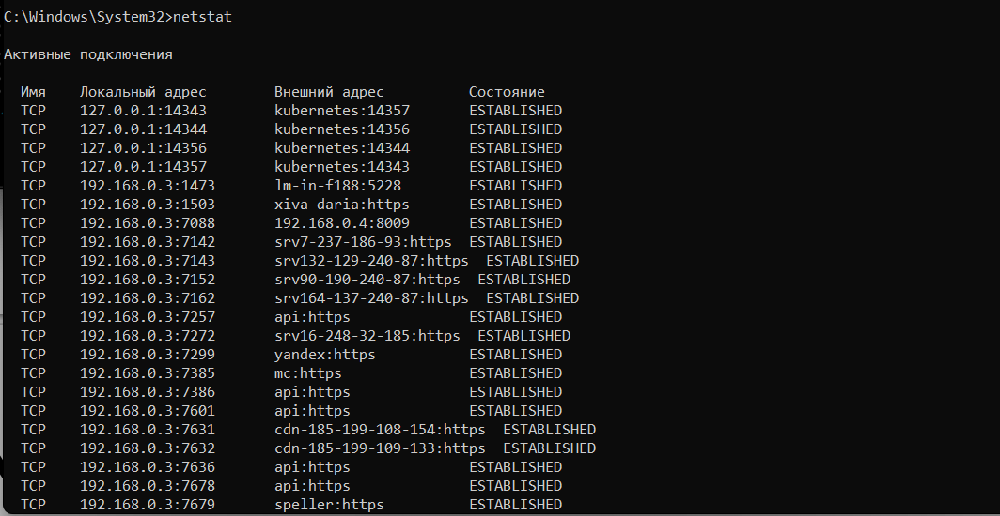 C:\Windows\System32>netstat
Активные подключения
Имя Локальный адрес Внешний адрес Состояние
TCP 127.0.0.1:14343 kubernetes:14357 ESTABLISHED
TCP 127.0.0.1:14344 kubernetes:14356 ESTABLISHED
TCP 127.0.0.1:14356 kubernetes:14344 ESTABLISHED
TCP 127.0.0.1:14357 kubernetes:14343 ESTABLISHED
TCP 192.168.0.3:1473 lm-in-f188:5228 ESTABLISHED
TCP 192.168.0.3:1503 xiva-daria:https ESTABLISHED
TCP 192.168.0.3:7088 192.168.0.4:8009 ESTABLISHED
TCP 192.168.0.3:7142 srv7-237-186-93:https ESTABLISHED
TCP 192.168.0.3:7143 srv132-129-240-87:https ESTABLISHED
TCP 192.168.0.3:7152 srv90-190-240-87:https ESTABLISHED
TCP 192.168.0.3:7162 srv164-137-240-87:https ESTABLISHED
TCP 192.168.0.3:7257 api:https ESTABLISHED
TCP 192.168.0.3:7272 srv16-248-32-185:https ESTABLISHED
TCP 192.168.0.3:7299 yandex:https ESTABLISHED
TCP 192.168.0.3:7385 mc:https ESTABLISHED
TCP 192.168.0.3:7386 api:https ESTABLISHED
TCP 192.168.0.3:7601 api:https ESTABLISHED
TCP 192.168.0.3:7631 cdn-185-199-108-154:https ESTABLISHED
TCP 192.168.0.3:7632 cdn-185-199-109-133:https ESTABLISHED
TCP 192.168.0.3:7636 api:https ESTABLISHED
TCP 192.168.0.3:7678 api:https ESTABLISHED
TCP 192.168.0.3:7679 speller:https ESTABLISHED